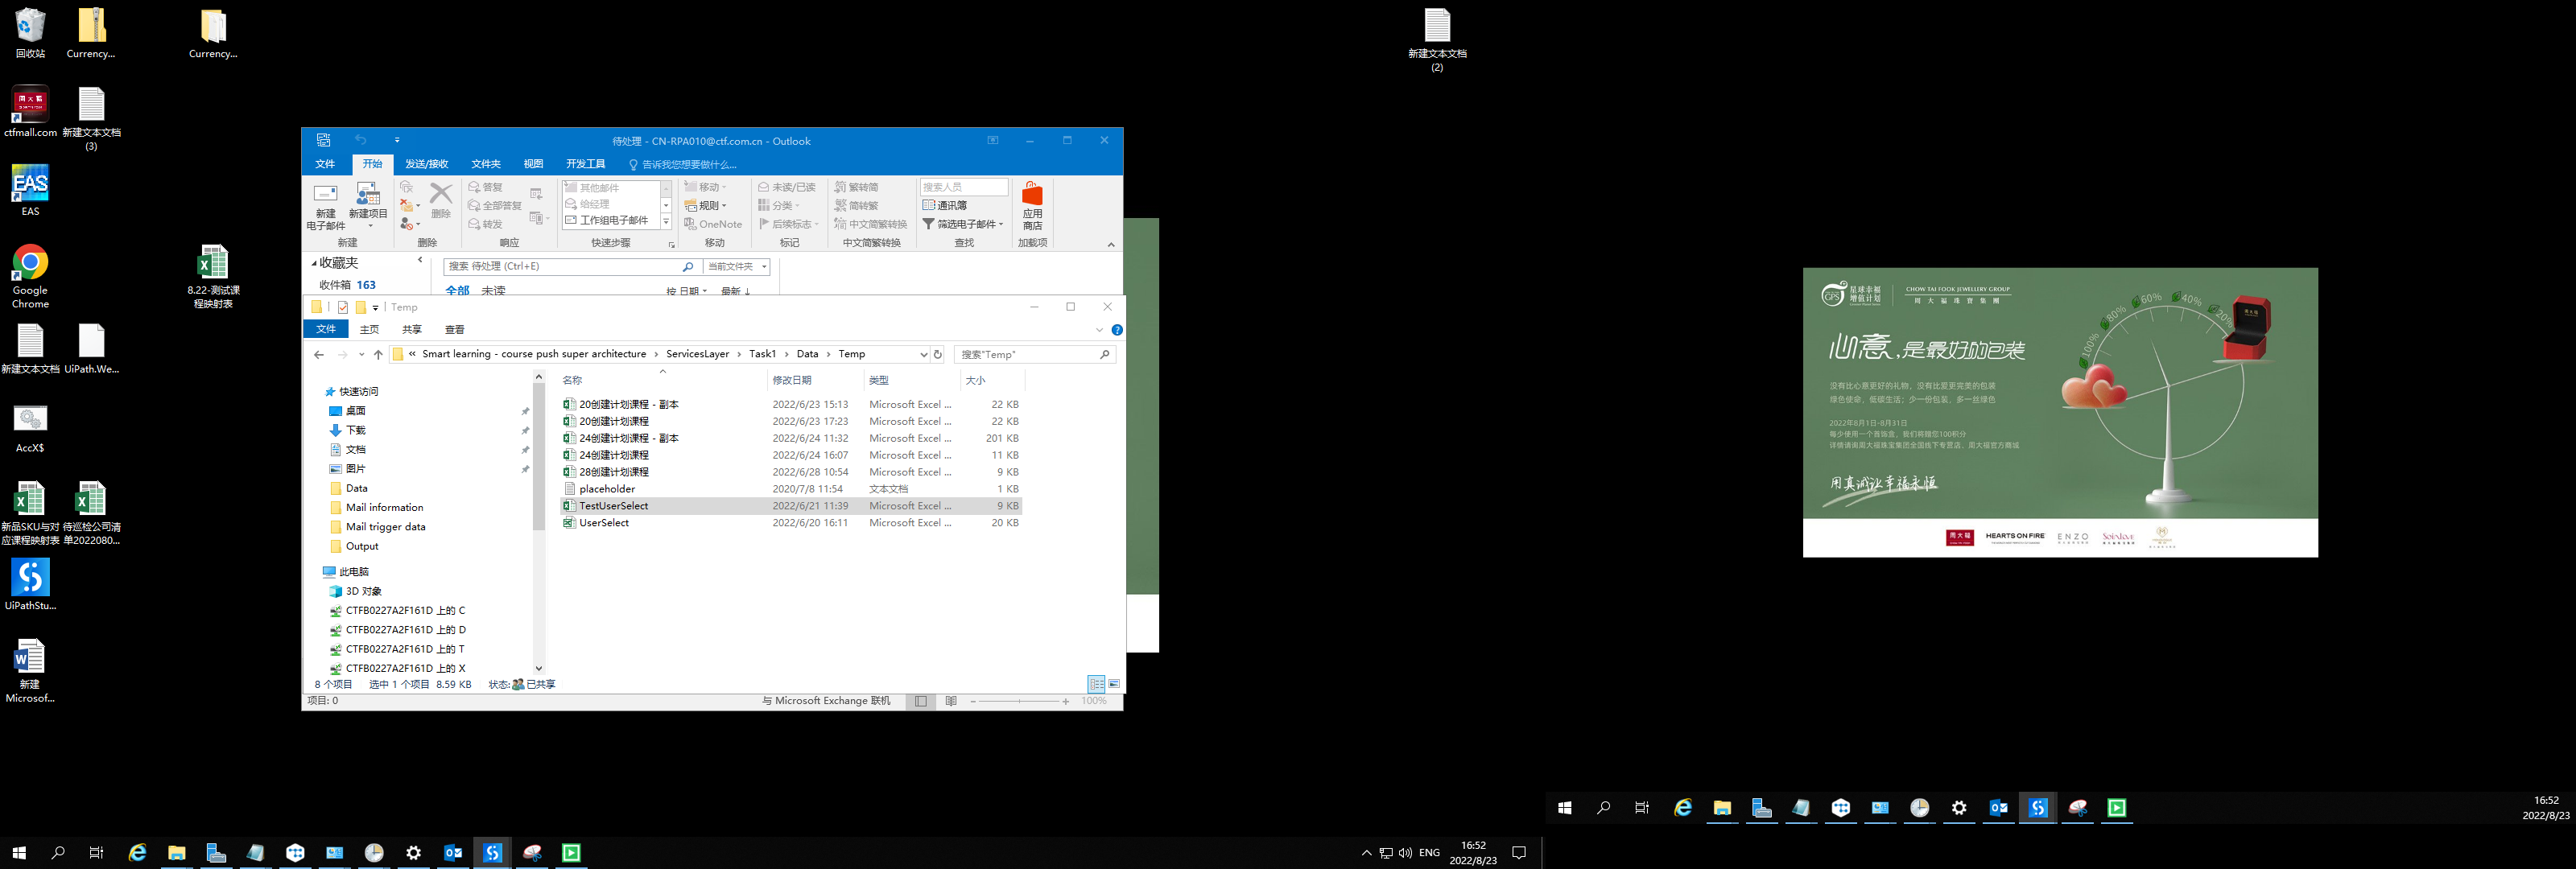 回收站
Currency...
Currency...
新建文本文档
(2)
ctfmall.com
新建文本文档
(3)
EAS
Google
Chrome
8.22-测试课
程映射表
新建文本文档
UiPath.We...
AccX$
新品SKU与对
应课程映射表
待巡检公司清
单2022080...
UiPathStu...
新建
Microsof...
待处理 - CN-RPA010@ctf.com.cn - Outlook
文件 开始 发送/接收 文件夹 视图 开发工具 告诉我您想要做什么...
新建
电子邮件
新建项目
新建
删除
删除
答复
全部答复
转发
响应
其他邮件
给经理
工作组电子邮件
快速步骤
移动
规则
OneNote
移动
未读/已读
分类
后续标志
标记
繁转简
简转繁
中文简繁转换
中文简繁转换
搜索人员
通讯簿
筛选电子邮件
查找
应用
商店
加载项
收藏夹
收件箱 163
搜索 待处理 (Ctrl+E)
当前文件夹
全部 未读 按 日期 最新 ↓
Temp
文件 主页 共享 查看
« Smart learning - course push super architecture > ServicesLayer > Task1 > Data > Temp
搜索"Temp"
快速访问
桌面
下载
文档
图片
Data
Mail information
Mail trigger data
Output
此电脑
3D 对象
CTFB0227A2F161D 上的 C
CTFB0227A2F161D 上的 D
CTFB0227A2F161D 上的 T
CTFB0227A2F161D 上的 X
名称 修改日期 类型 大小
20创建计划课程 - 副本 2022/6/23 15:13 Microsoft Excel ... 22 KB
20创建计划课程 2022/6/23 17:23 Microsoft Excel ... 22 KB
24创建计划课程 - 副本 2022/6/24 11:32 Microsoft Excel ... 201 KB
24创建计划课程 2022/6/24 16:07 Microsoft Excel ... 11 KB
28创建计划课程 2022/6/28 10:54 Microsoft Excel ... 9 KB
placeholder 2020/7/8 11:54 文本文档 1 KB
TestUserSelect 2022/6/21 11:39 Microsoft Excel ... 9 KB
UserSelect 2022/6/20 16:11 Microsoft Excel ... 20 KB
8 个项目 选中 1 个项目 8.59 KB 状态: 已共享
项目: 0 与 Microsoft Exchange 联机 100%
ENG
16:52
2022/8/23
GPS
星球幸福
增值计划
CHOW TAI FOOK JEWELLERY GROUP
周大福珠寶集團
心意,是最好的包装
没有比心意更好的礼物，没有比爱更完美的包装
绿色使命，低碳生活；少一份包装，多一丝绿色
2022年8月1日-8月31日
每少使用一个首饰盒，我们将赠您100积分
详情请询周大福珠宝集团全国线下专营店、周大福官方商城
用真诚让幸福永恒
100% 80% 60% 40% 20%
周大福
HEARTS ON FIRE
ENZO
Soinlove
16:52
2022/8/23